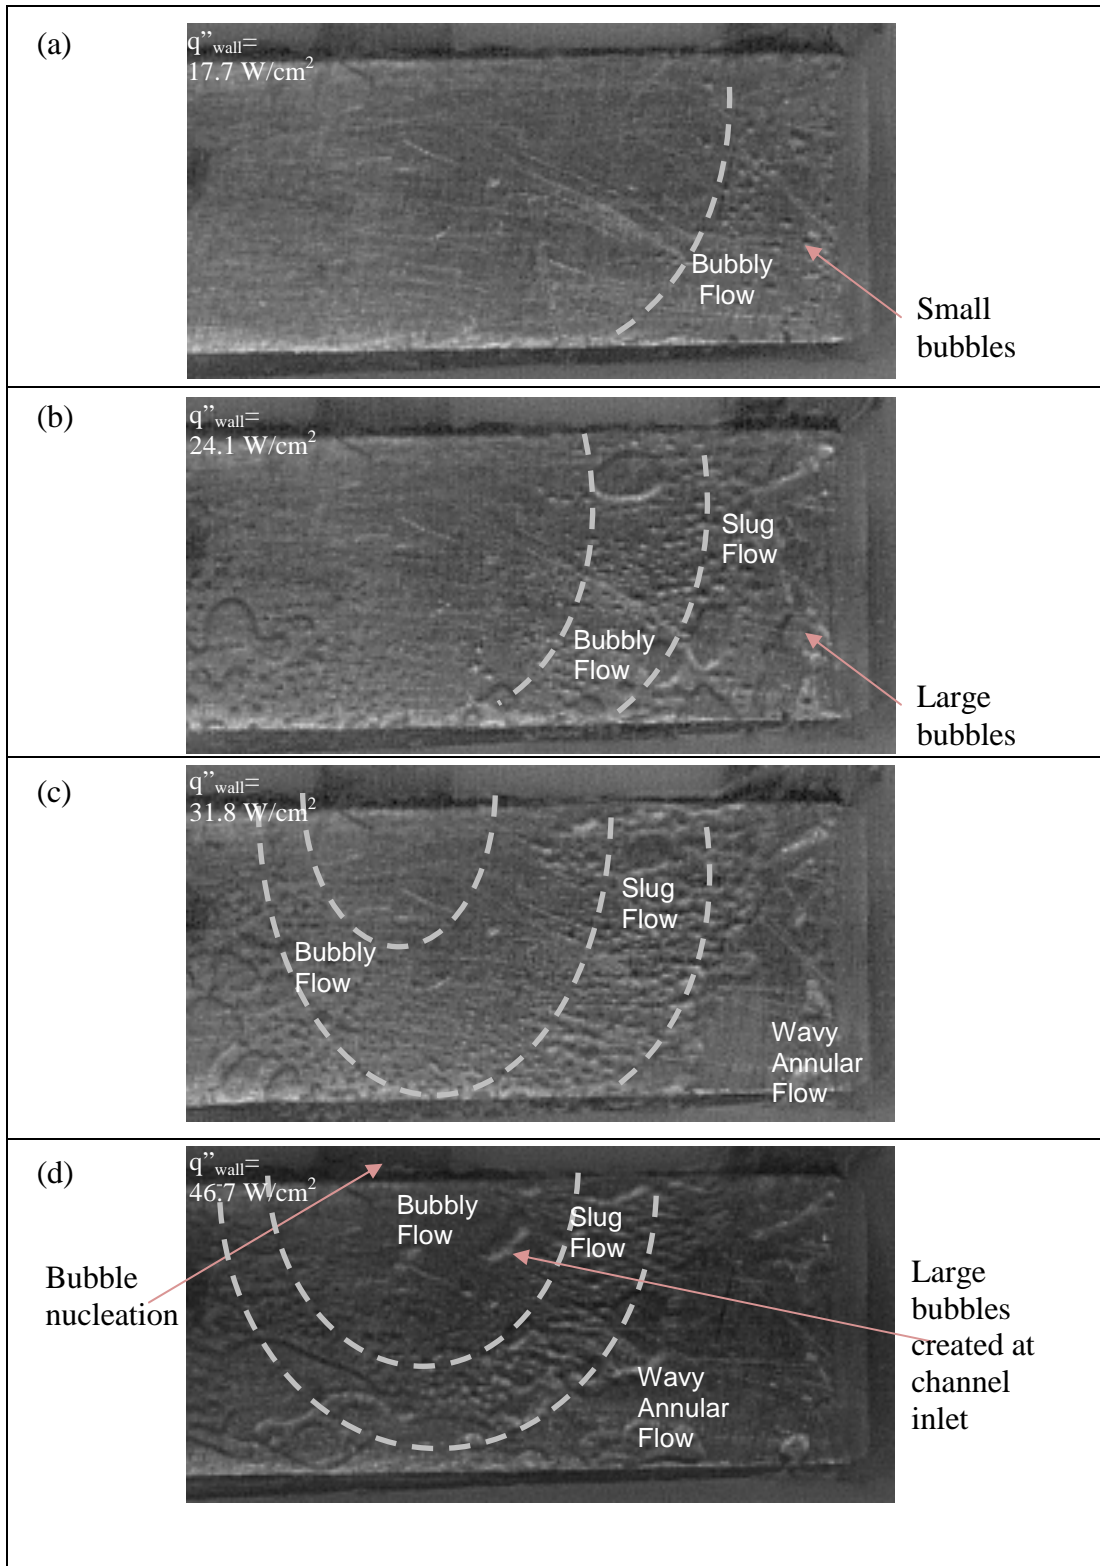 (a)
q”wall=
17.7 W/cm2
Bubbly
Flow
Small
bubbles
(b)
q”wall=
24.1 W/cm2
Slug
Flow
Bubbly
Flow
Large
bubbles
(c)
q”wall=
31.8 W/cm2
Slug
Flow
Bubbly
Flow
Wavy
Annular
Flow
(d)
q”wall=
46.7 W/cm2
Bubbly
Flow
Slug
Flow
Bubble
nucleation
Large
bubbles
created at
channel
inlet
Wavy
Annular
Flow